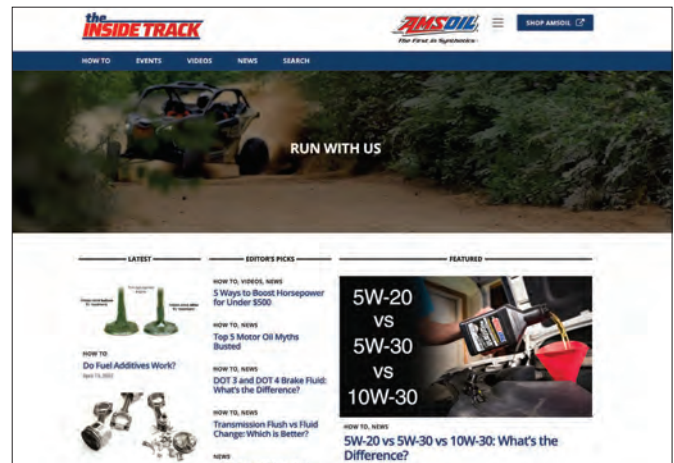 the
INSIDE TRACK
AMSOIL
The First in Synthetics
SHOP AMSOIL
HOW TO
EVENTS
VIDEOS
NEWS
SEARCH
RUN WITH US
LATEST
HOW TO
Do Fuel Additives Work?
EDITOR'S PICKS
HOW TO, VIDEOS, NEWS
5 Ways to Boost Horsepower
for Under $500
HOW TO, NEWS
Top 5 Motor Oil Myths
Busted
HOW TO, NEWS
DOT 3 and DOT 4 Brake Fluid:
What's the Difference?
HOW TO, NEWS
Transmission Flush vs Fluid
Change: Which is Better?
NEWS
FEATURED
5W-20
vs
5W-30
vs
10W-30
HOW TO, NEWS
5W-20 vs 5W-30 vs 10W-30: What's the
Difference?